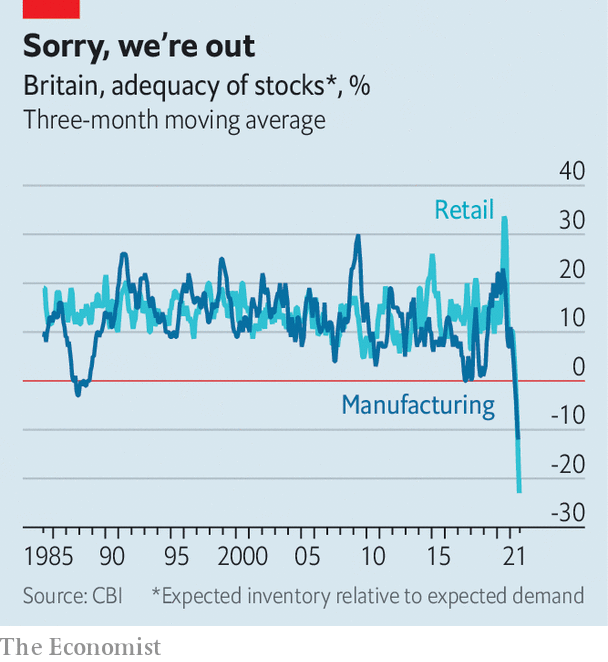 Sorry, we’re out
Britain, adequacy of stocks*, %
Three-month moving average
40
Retail
30
20
10
0
Manufacturing
-10
-20
-30
1985 90 95 2000 05 10 15 21
Source: CBI *Expected inventory relative to expected demand
The Economist